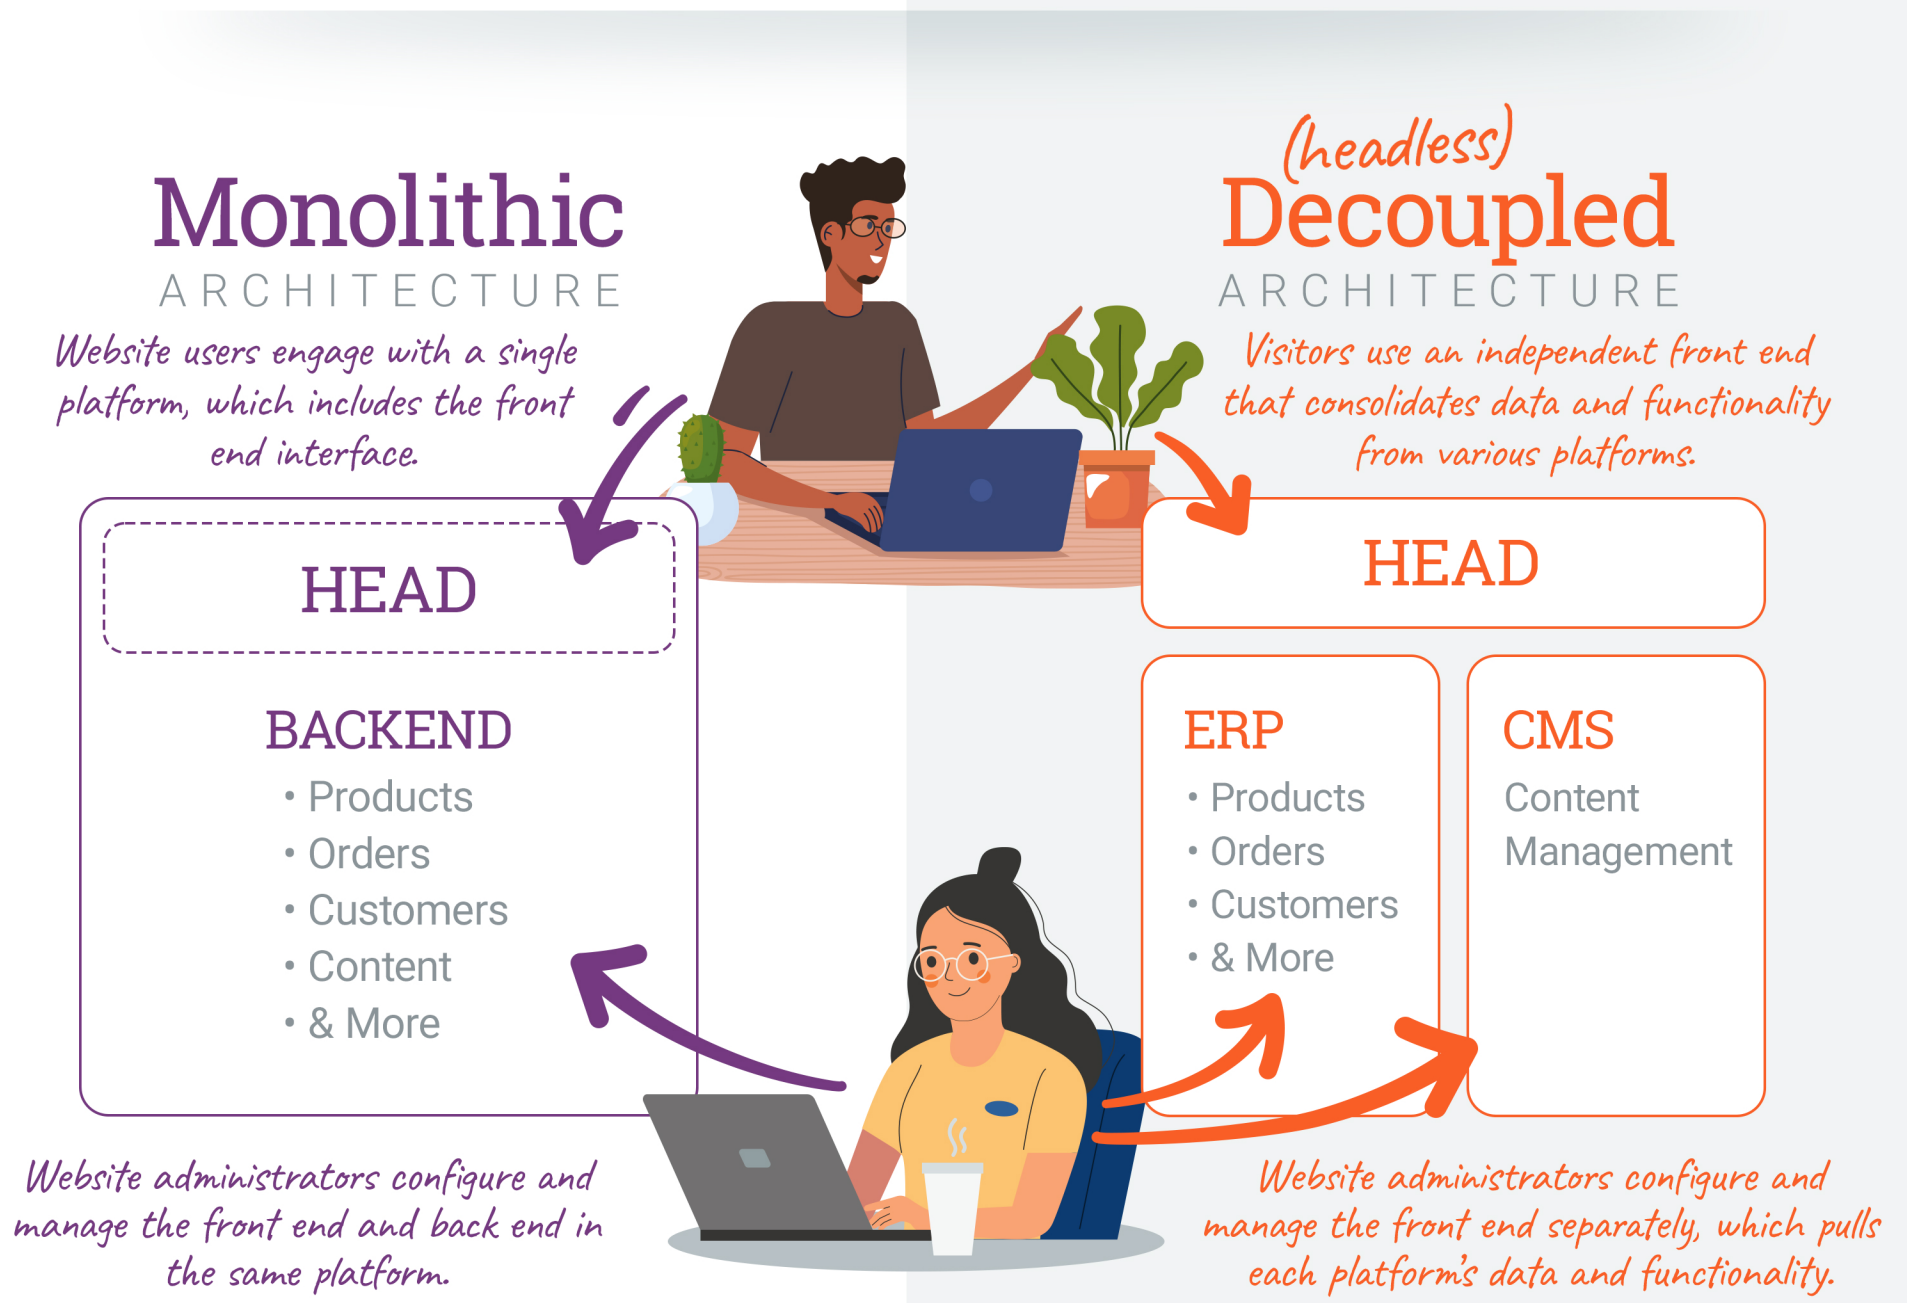 Monolithic
ARCHITECTURE
Website users engage with a single
platform, which includes the front
end interface.
HEAD
BACKEND
• Products
• Orders
• Customers
• Content
• & More
Website administrators configure and
manage the front end and back end in
the same platform.
(headless)
Decoupled
ARCHITECTURE
Visitors use an independent front end
that consolidates data and functionality
from various platforms.
HEAD
ERP
• Products
• Orders
• Customers
• & More
CMS
Content
Management
Website administrators configure and
manage the front end separately, which pulls
each platform's data and functionality.